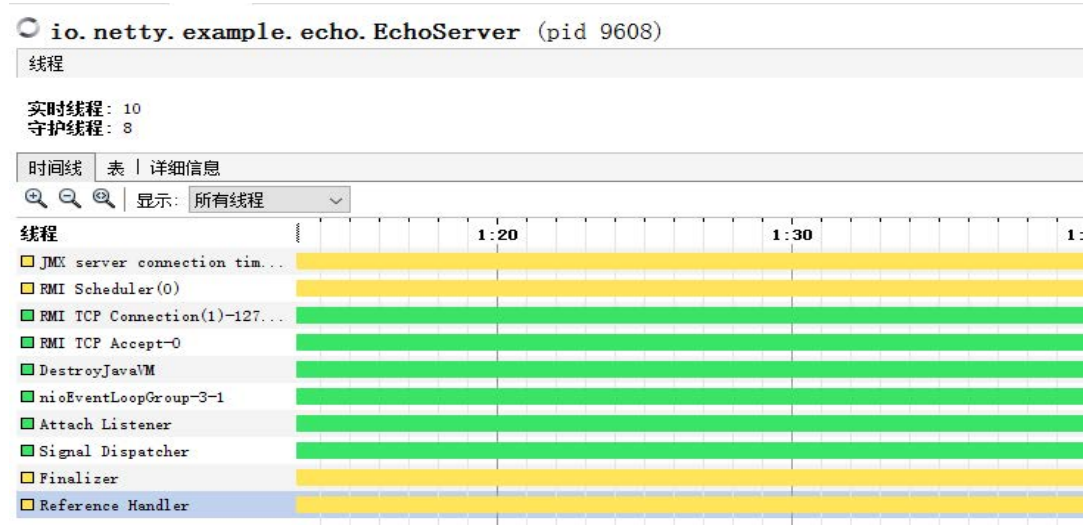 io.netty.example.echo.EchoServer (pid 9608)
线程
实时线程: 10
守护线程: 8
时间线 表 详细信息
显示: 所有线程
线程 1:20 1:30 1:
JMX server connection tim...
RMI Scheduler(0)
RMI TCP Connection(1)-127...
RMI TCP Accept-0
DestroyJavaVM
nioEventLoopGroup-3-1
Attach Listener
Signal Dispatcher
Finalizer
Reference Handler